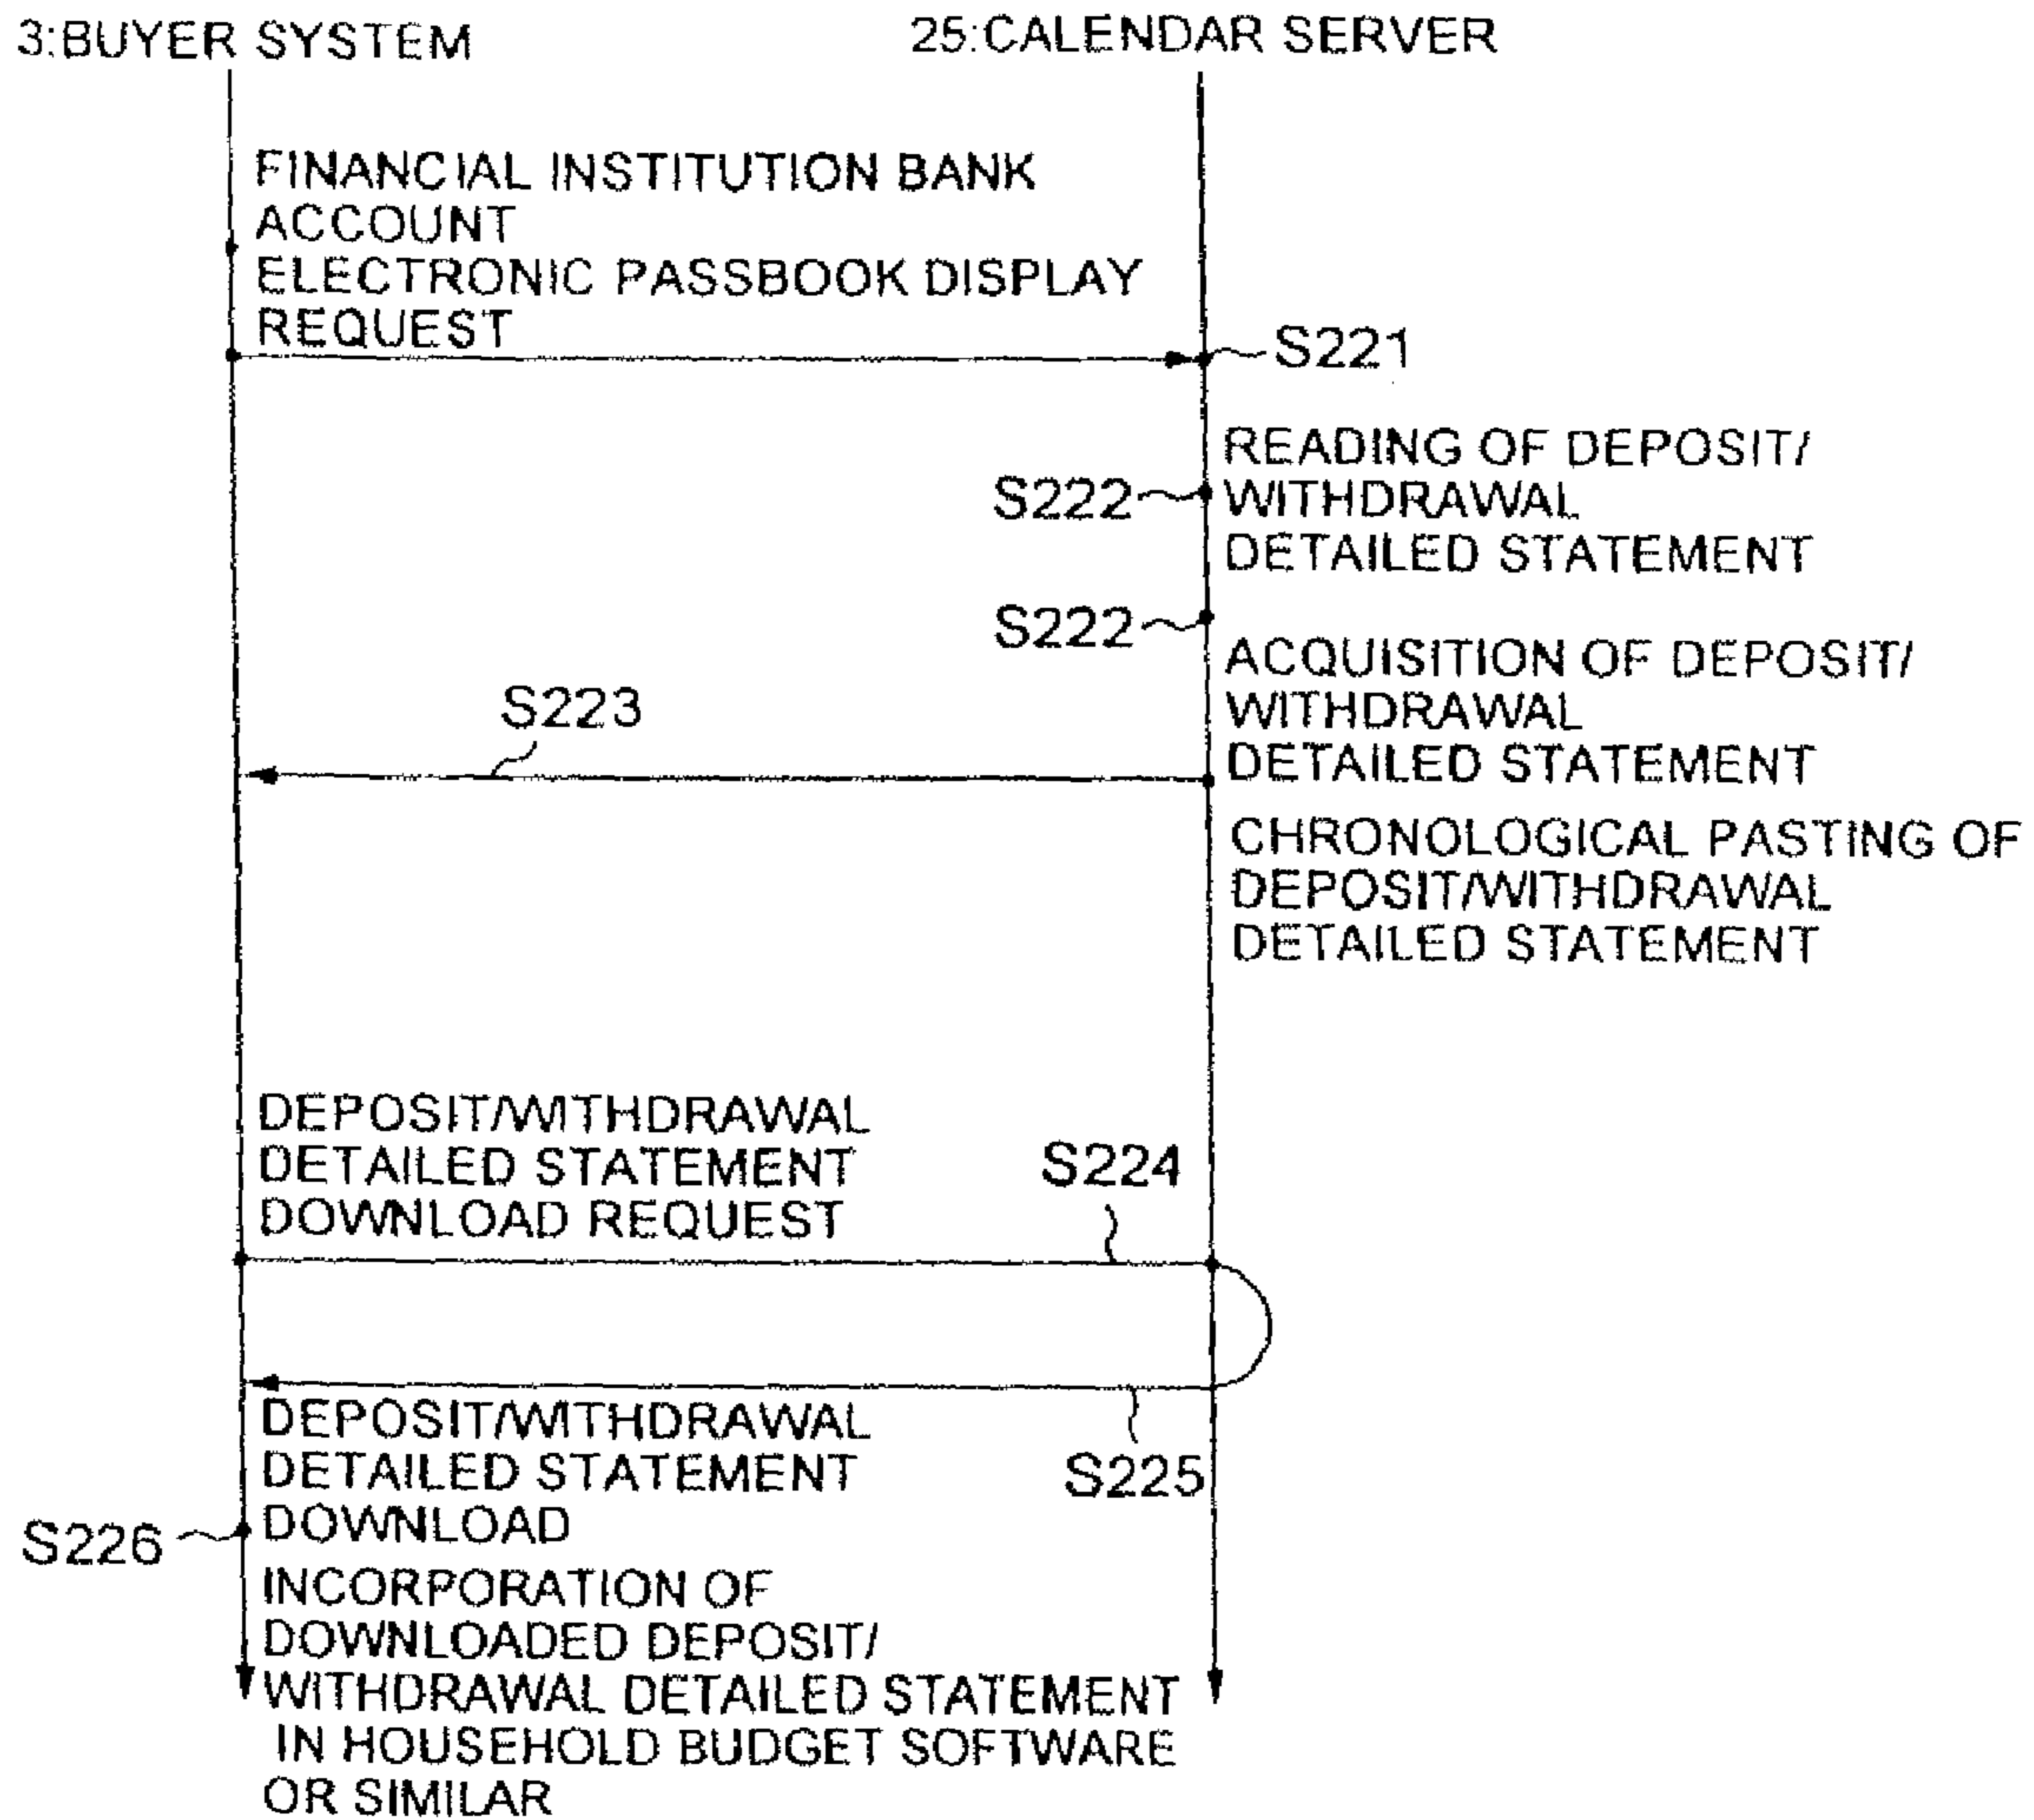 3:BUYER SYSTEM
25:CALENDAR SERVER
FINANCIAL INSTITUTION BANK
ACCOUNT
ELECTRONIC PASSBOOK DISPLAY
REQUEST
S221
READING OF DEPOSIT/
S222
WITHDRAWAL
DETAILED STATEMENT
S222
ACQUISITION OF DEPOSIT/
WITHDRAWAL
DETAILED STATEMENT
S223
CHRONOLOGICAL PASTING OF
DEPOSIT/WITHDRAWAL
DETAILED STATEMENT
DEPOSIT/WITHDRAWAL
DETAILED STATEMENT
DOWNLOAD REQUEST
S224
DEPOSIT/WITHDRAWAL
DETAILED STATEMENT
DOWNLOAD
S225
S226
INCORPORATION OF
DOWNLOADED DEPOSIT/
WITHDRAWAL DETAILED STATEMENT
IN HOUSEHOLD BUDGET SOFTWARE
OR SIMILAR